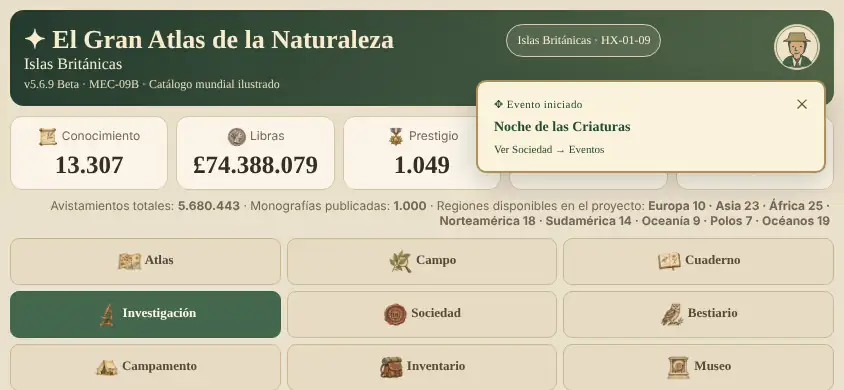 ✦ El Gran Atlas de la Naturaleza
Islas Británicas
v5.6.9 Beta · MEC-09B · Catálogo mundial ilustrado
Islas Británicas · HX-01-09
✥ Evento iniciado
Noche de las Criaturas
Ver Sociedad → Eventos
Conocimiento
13.307
Libras
£74.388.079
Prestigio
1.049
Avistamientos totales: 5.680.443 · Monografías publicadas: 1.000 · Regiones disponibles en el proyecto: Europa 10 · Asia 23 · África 25 ·
Norteamérica 18 · Sudamérica 14 · Oceanía 9 · Polos 7 · Océanos 19
Atlas
Campo
Cuaderno
Investigación
Sociedad
Bestiario
Campamento
Inventario
Museo